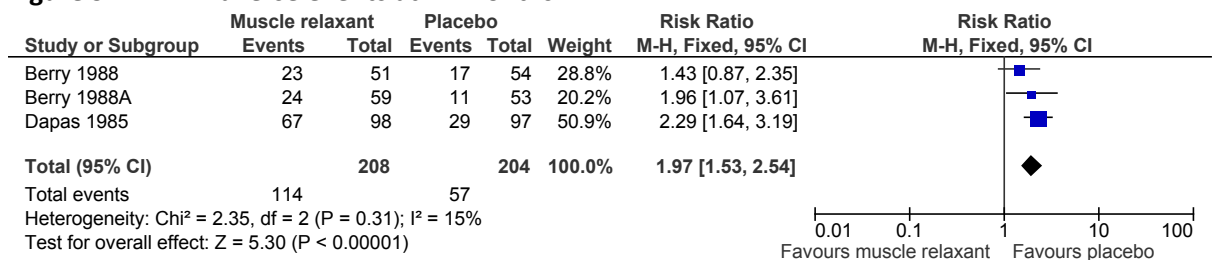 Muscle relaxant Placebo Risk Ratio Risk Ratio
Study or Subgroup Events Total Events Total Weight M-H, Fixed, 95% CI M-H, Fixed, 95% CI
Berry 1988 23 51 17 54 28.8% 1.43 [0.87, 2.35]
Berry 1988A 24 59 11 53 20.2% 1.96 [1.07, 3.61]
Dapas 1985 67 98 29 97 50.9% 2.29 [1.64, 3.19]
Total (95% CI) 208 204 100.0% 1.97 [1.53, 2.54]
Total events 114 57
Heterogeneity: Chi² = 2.35, df = 2 (P = 0.31); I² = 15%
Test for overall effect: Z = 5.30 (P < 0.00001)
0.01 0.1 1 10 100
Favours muscle relaxant Favours placebo